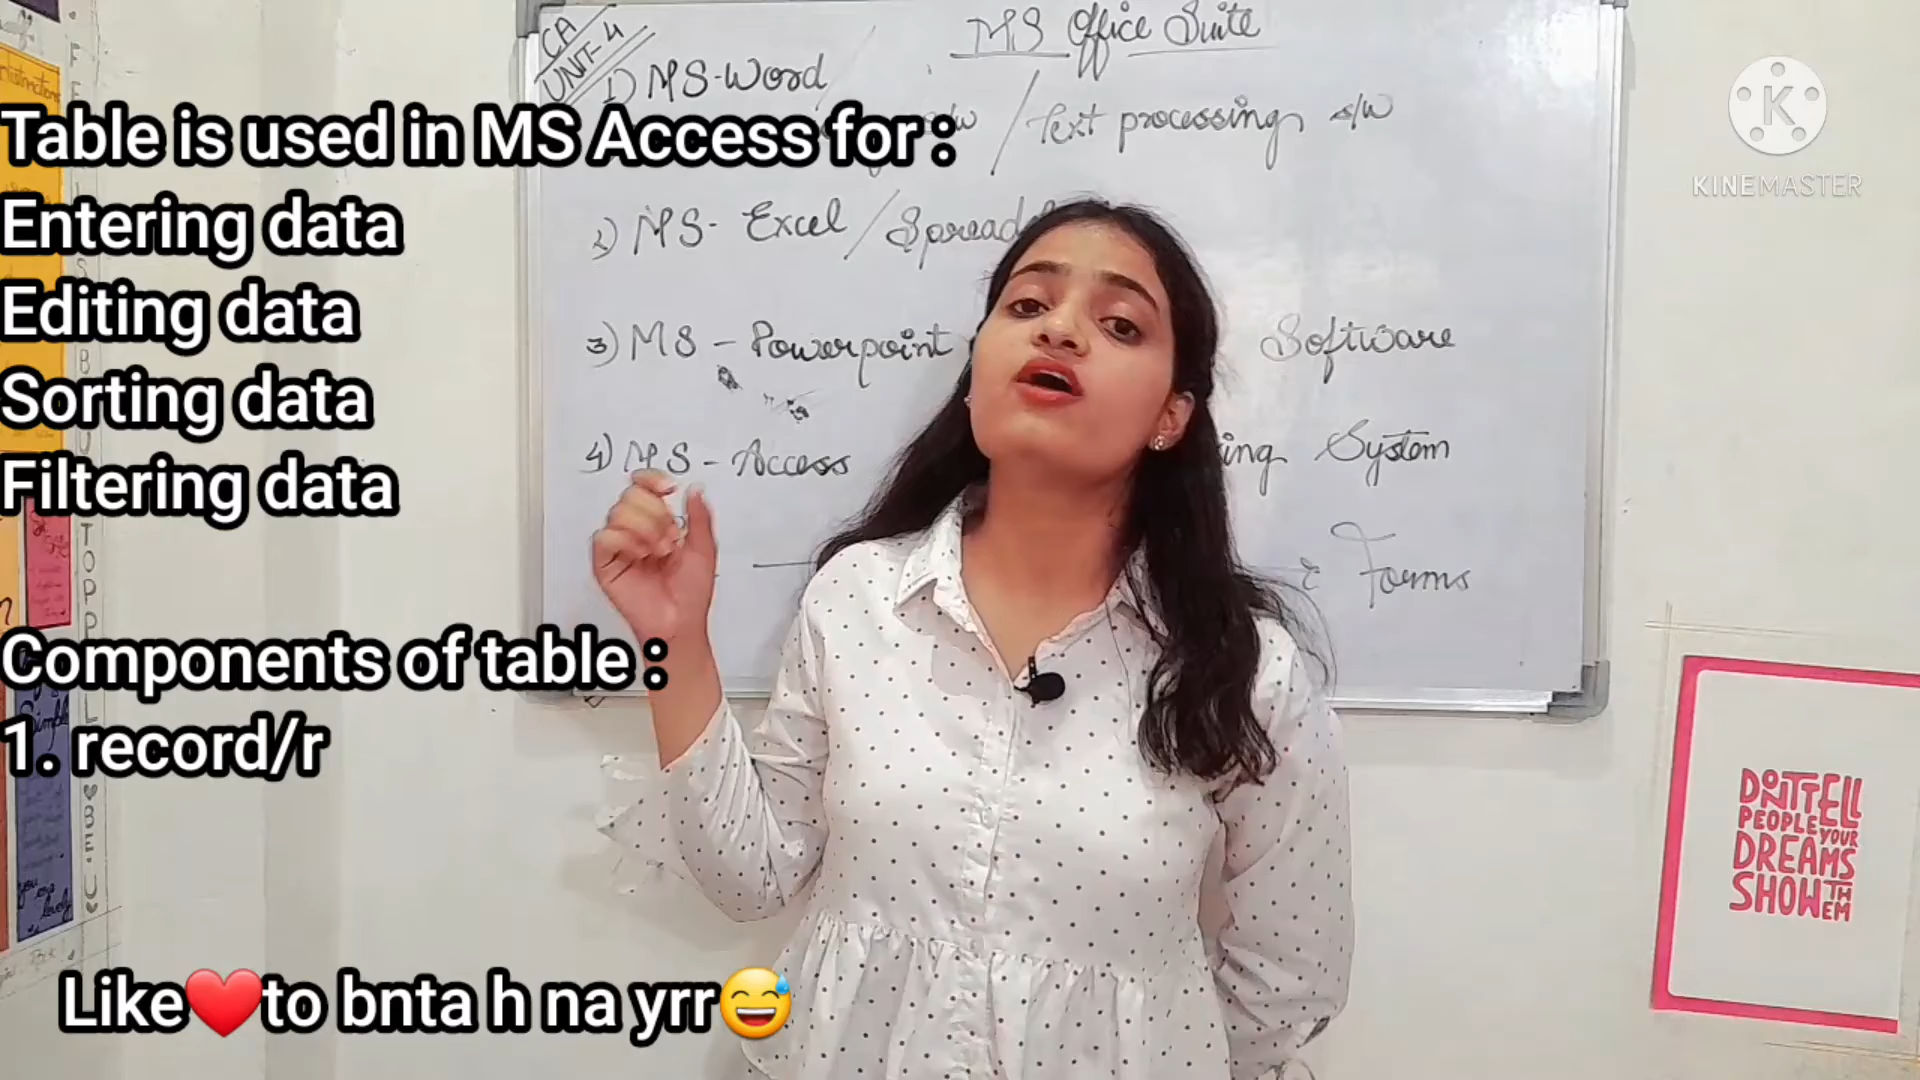 CA
UNIT-4
MS Office Suite
1) MS-Word
s/w / Text processing s/w
2) MS- Excel / Spread
3) MS - Powerpoint Software
4) MS - Access ing System
Forms
Table is used in MS Access for :
Entering data
Editing data
Sorting data
Filtering data
Components of table :
1. record/r
Like❤️to bnta h na yrr😅
K
KINEMASTER
DON'T TELL
PEOPLE YOUR
DREAMS
SHOW THEM